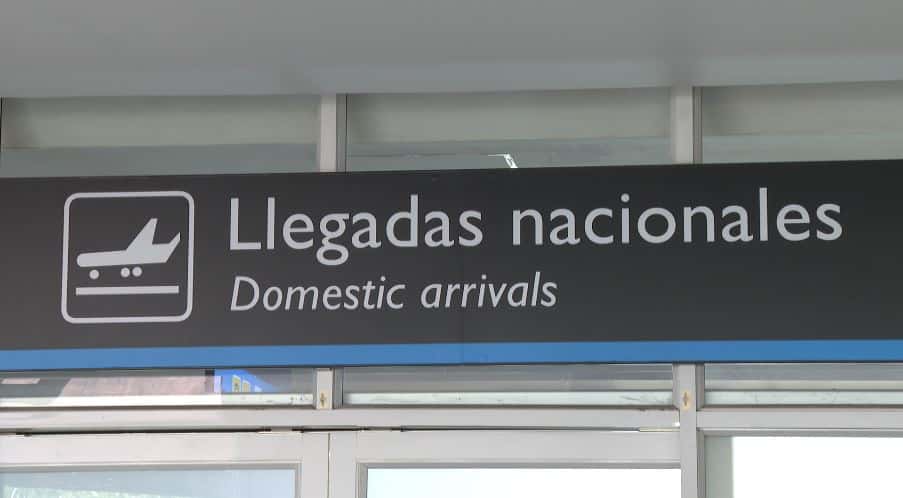 Llegadas nacionales
Domestic arrivals